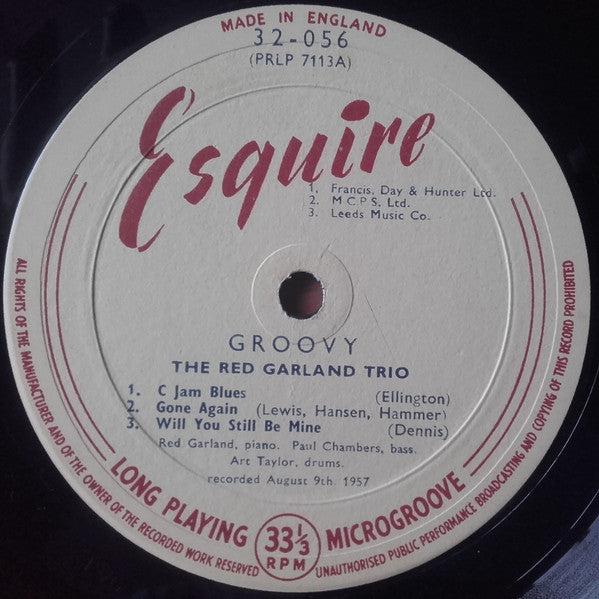 MADE IN ENGLAND
32-056
(PRLP 7113A)
Esquire
1. Francis, Day & Hunter Ltd.
2. M.C.P.S. Ltd.
3. Leeds Music Co.
GROOVY
THE RED GARLAND TRIO
1. C Jam Blues (Ellington)
2. Gone Again (Lewis, Hansen, Hammer)
3. Will You Still Be Mine (Dennis)
Red Garland, piano. Paul Chambers, bass.
Art Taylor, drums.
recorded August 9th. 1957
LONG PLAYING 33⅓ RPM MICROGROOVE
ALL RIGHTS OF THE MANUFACTURER AND OF THE OWNER OF THE RECORDED WORK RESERVED
UNAUTHORISED PUBLIC PERFORMANCE BROADCASTING AND COPYING OF THIS RECORD PROHIBITED